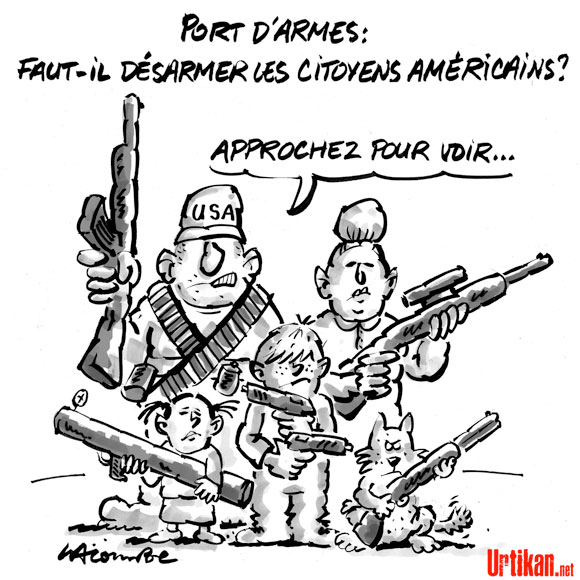 PORT D'ARMES:
FAUT-IL DÉSARMER LES CITOYENS AMÉRICAINS?
APPROCHEZ POUR VOIR...
USA
LACOMBE
URTIKAN.net